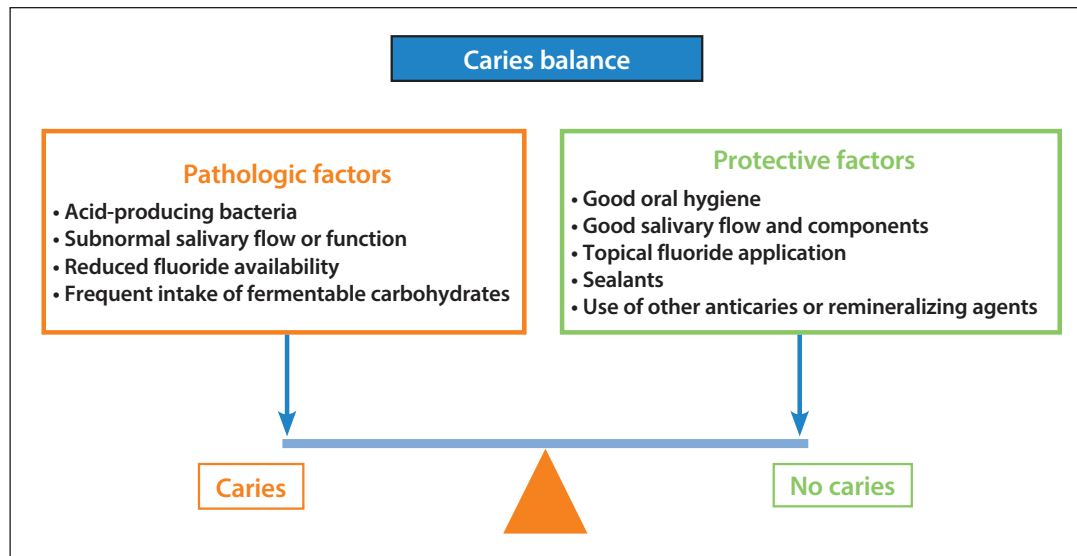 Caries balance
Pathologic factors
• Acid-producing bacteria
• Subnormal salivary flow or function
• Reduced fluoride availability
• Frequent intake of fermentable carbohydrates
Protective factors
• Good oral hygiene
• Good salivary flow and components
• Topical fluoride application
• Sealants
• Use of other anticaries or remineralizing agents
Caries
No caries